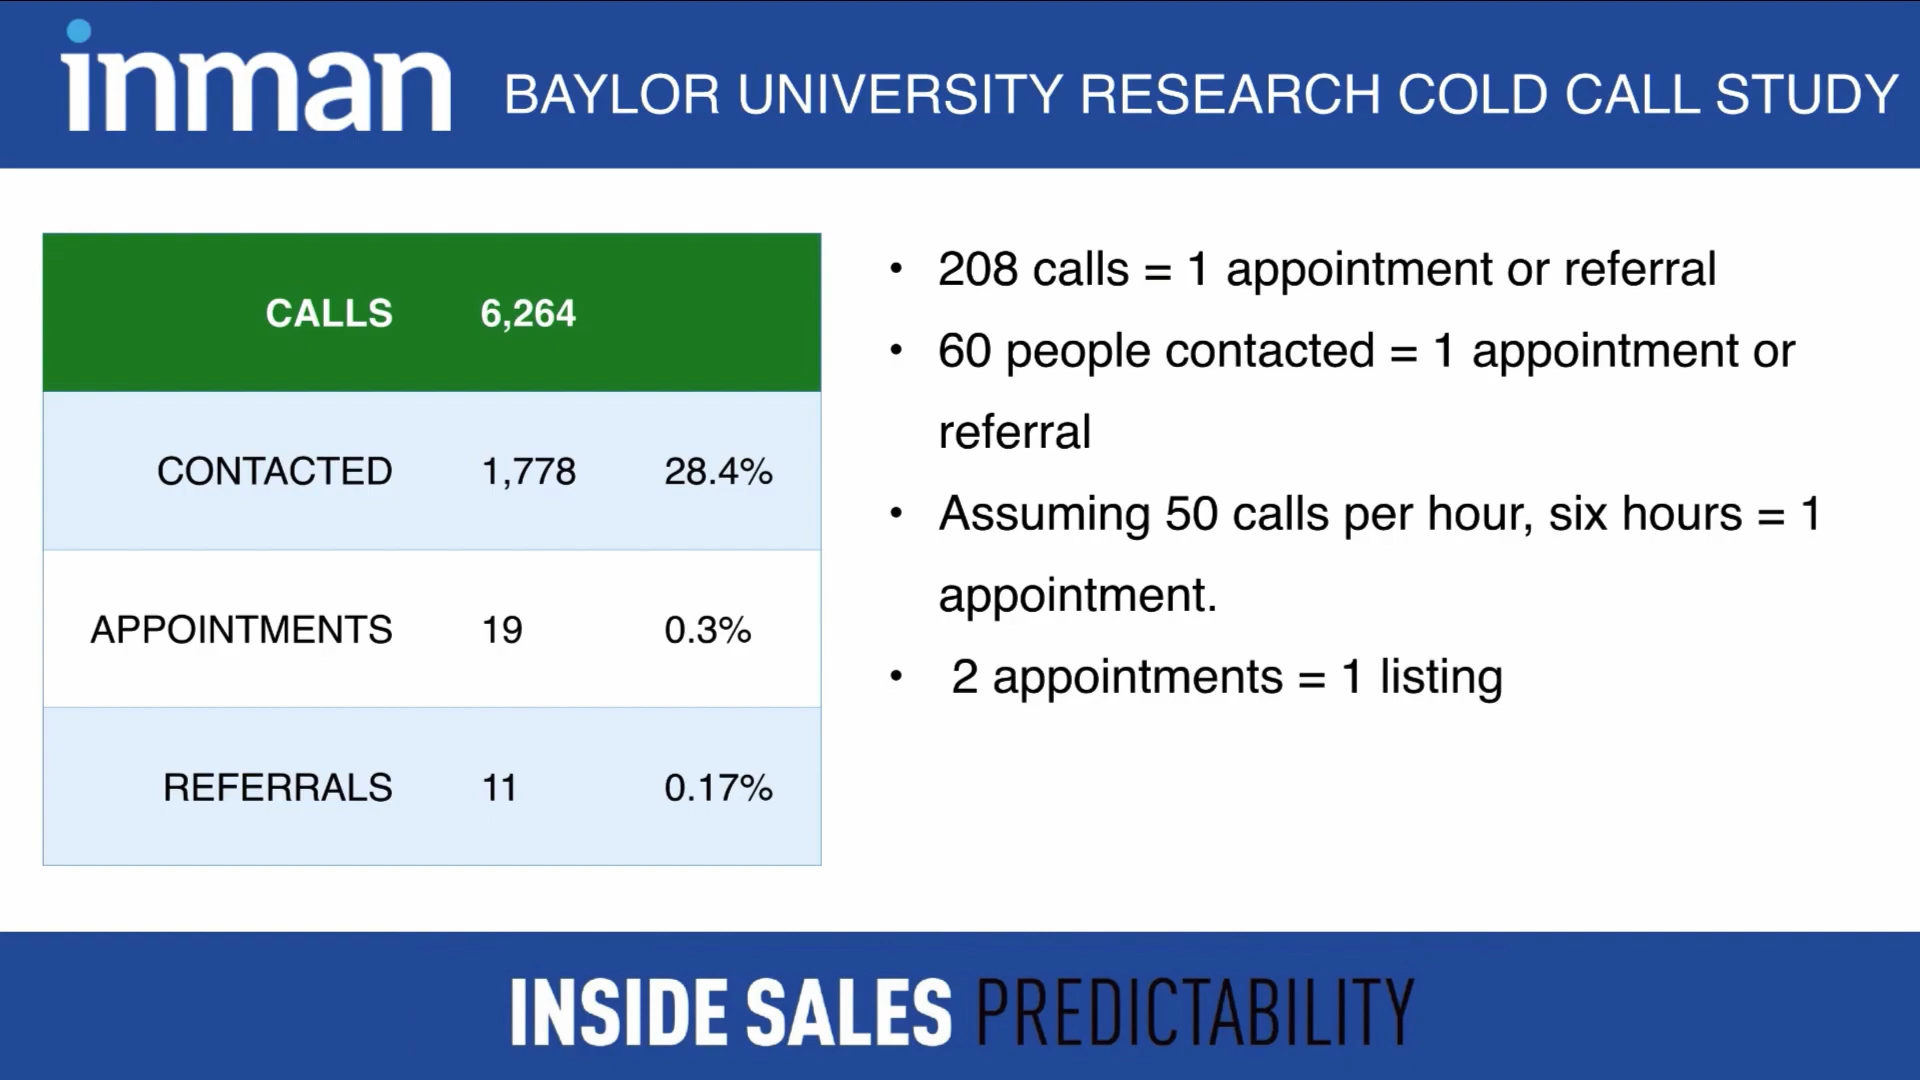 inman BAYLOR UNIVERSITY RESEARCH COLD CALL STUDY
CALLS 6,264
CONTACTED 1,778 28.4%
APPOINTMENTS 19 0.3%
REFERRALS 11 0.17%
• 208 calls = 1 appointment or referral
• 60 people contacted = 1 appointment or
referral
• Assuming 50 calls per hour, six hours = 1
appointment.
• 2 appointments = 1 listing
INSIDE SALES PREDICTABILITY